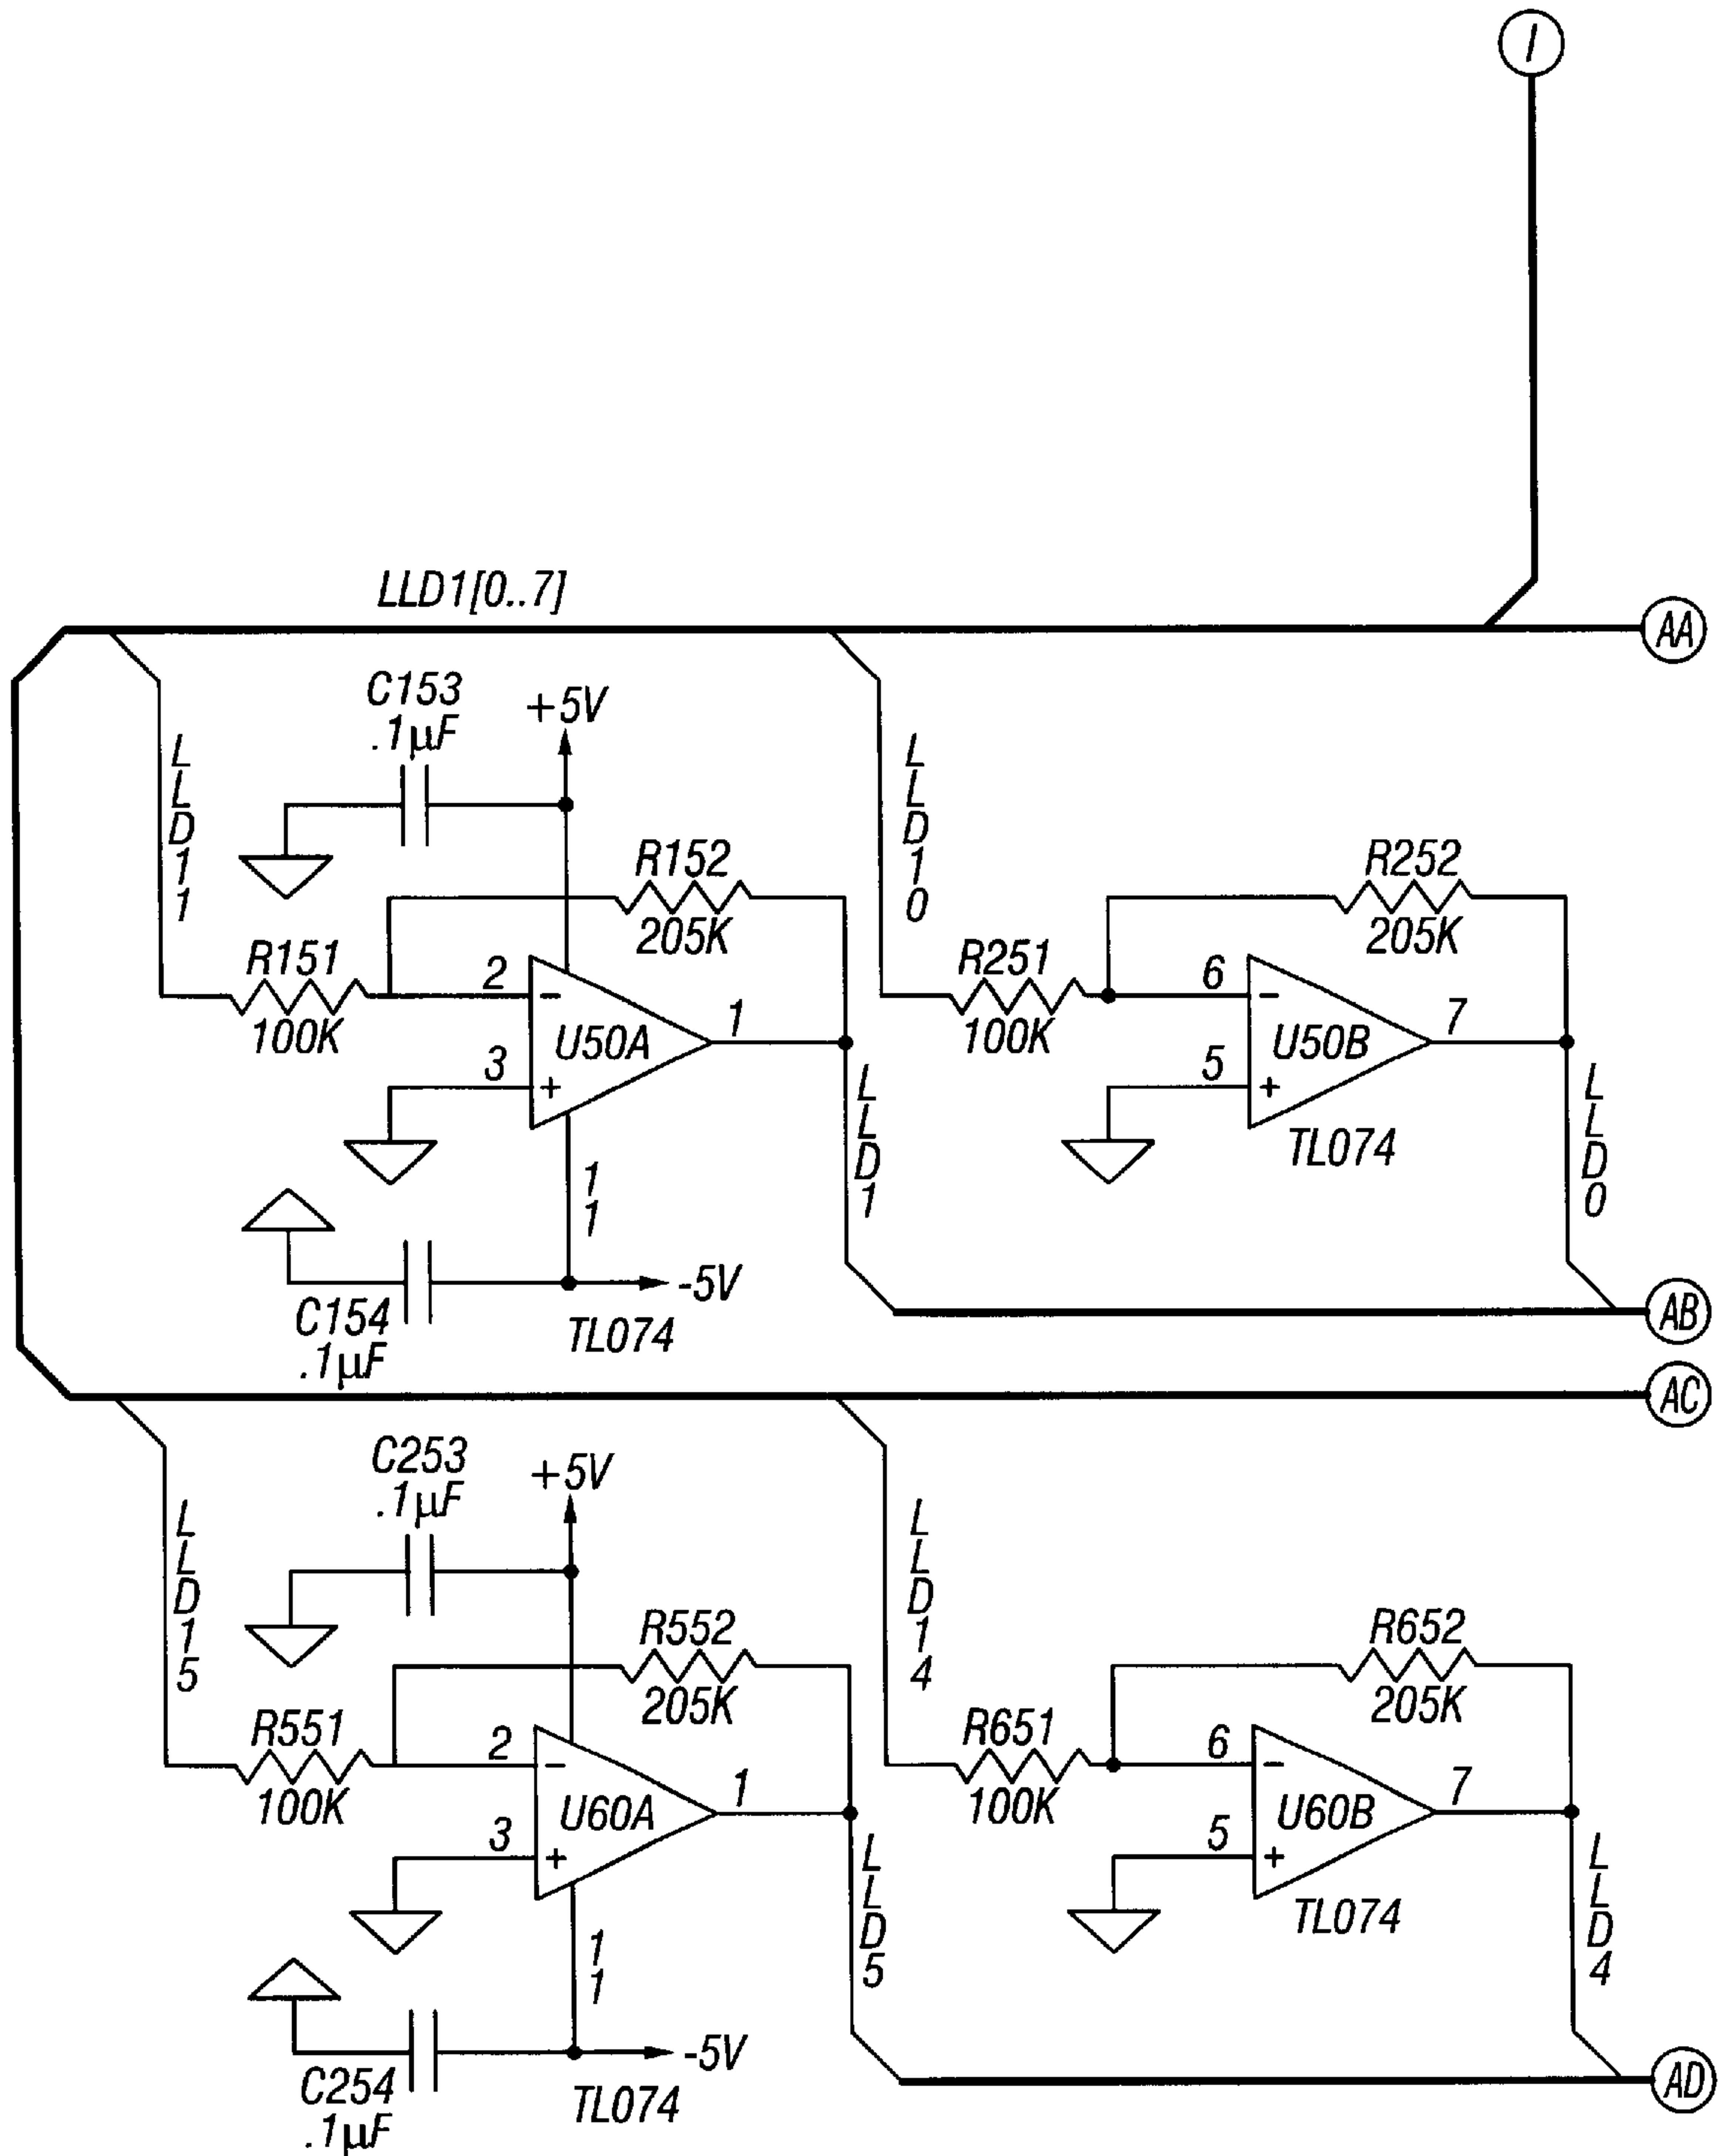 I
LLD1[0..7]
AA
C153
.1µF
+5V
LLD11
LLD10
R152
205K
R252
205K
R151
100K
2
-
U50A
1
3
+
R251
100K
6
-
U50B
7
5
+
TL074
LLD1
LLD0
11
-5V
C154
.1µF
TL074
AB
AC
C253
.1µF
+5V
LLD15
LLD14
R552
205K
R652
205K
R551
100K
2
-
U60A
1
3
+
R651
100K
6
-
U60B
7
5
+
TL074
LLD5
LLD4
11
-5V
C254
.1µF
TL074
AD